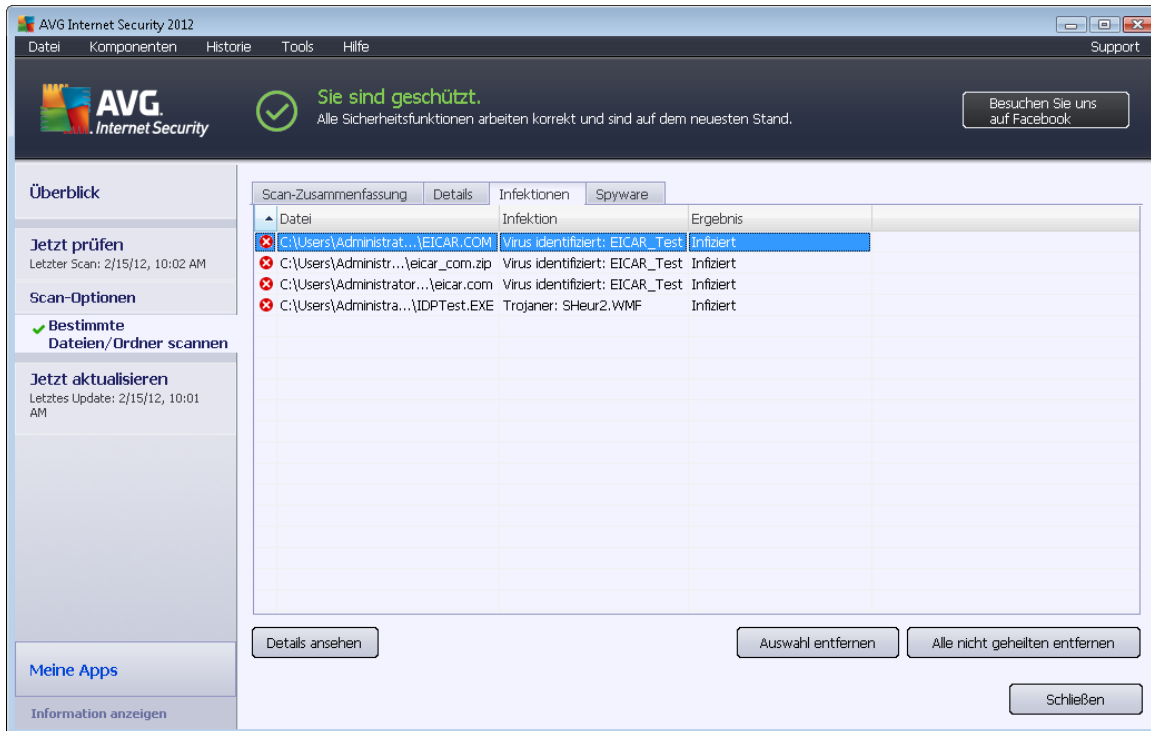 AVG Internet Security 2012
Datei Komponenten Historie Tools Hilfe Support
AVG.
Internet Security
Sie sind geschützt.
Alle Sicherheitsfunktionen arbeiten korrekt und sind auf dem neuesten Stand.
Besuchen Sie uns
auf Facebook
Überblick
Jetzt prüfen
Letzter Scan: 2/15/12, 10:02 AM
Scan-Optionen
Bestimmte
Dateien/Ordner scannen
Jetzt aktualisieren
Letztes Update: 2/15/12, 10:01
AM
Meine Apps
Information anzeigen
Scan-Zusammenfassung Details Infektionen Spyware
Datei Infektion Ergebnis
C:\Users\Administrat...\EICAR.COM Virus identifiziert: EICAR_Test Infiziert
C:\Users\Administr...\eicar_com.zip Virus identifiziert: EICAR_Test Infiziert
C:\Users\Administrator...\eicar.com Virus identifiziert: EICAR_Test Infiziert
C:\Users\Administra...\IDPTest.EXE Trojaner: SHeur2.WMF Infiziert
Details ansehen Auswahl entfernen Alle nicht geheilten entfernen
Schließen